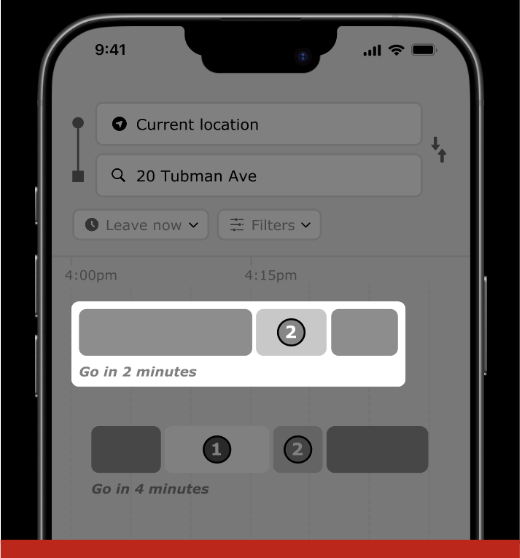 9:41
Current location
20 Tubman Ave
Leave now Filters
4:00pm 4:15pm
2
Go in 2 minutes
1 2
Go in 4 minutes